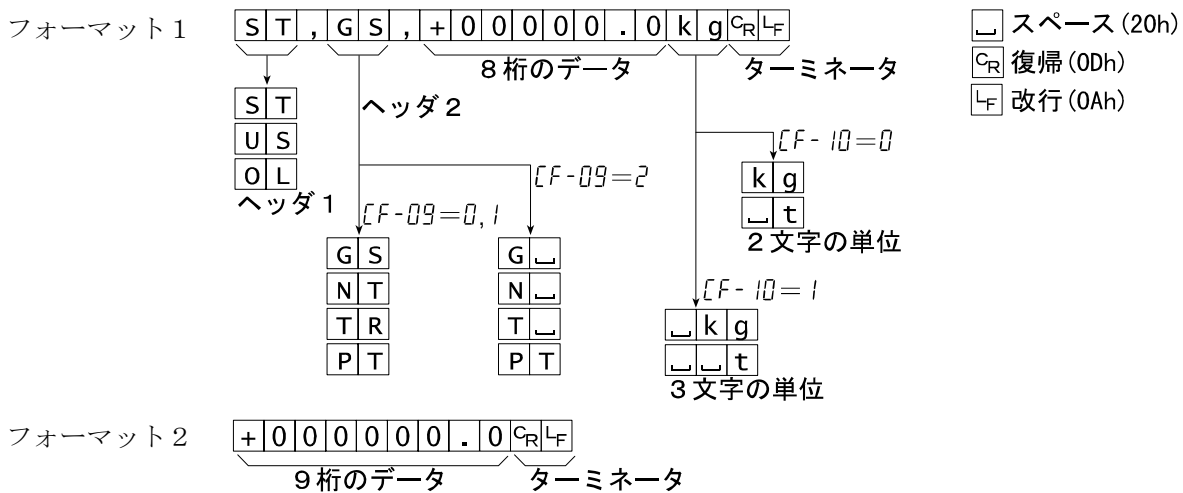 フォーマット1 ST,GS,+00000.0kgCRLF
␣ スペース(20h)
8桁のデータ ターミネータ
CR 復帰(0Dh)
LF 改行(0Ah)
ST
US
OL
ヘッダ1
ヘッダ2
CF-09=0,1
GS
NT
TR
PT
CF-09=2
G␣
N␣
T␣
PT
CF-10=0
kg
␣t
2文字の単位
CF-10=1
␣kg
␣␣t
3文字の単位
フォーマット2 +000000.0CRLF
9桁のデータ ターミネータ